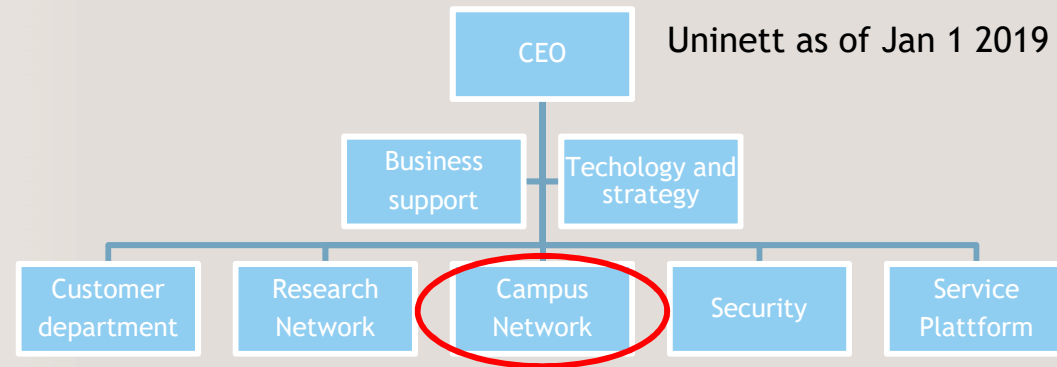 Uninett as of Jan 1 2019
CEO
Business
support
Techology and
strategy
Customer
department
Research
Network
Campus
Network
Security
Service
Plattform